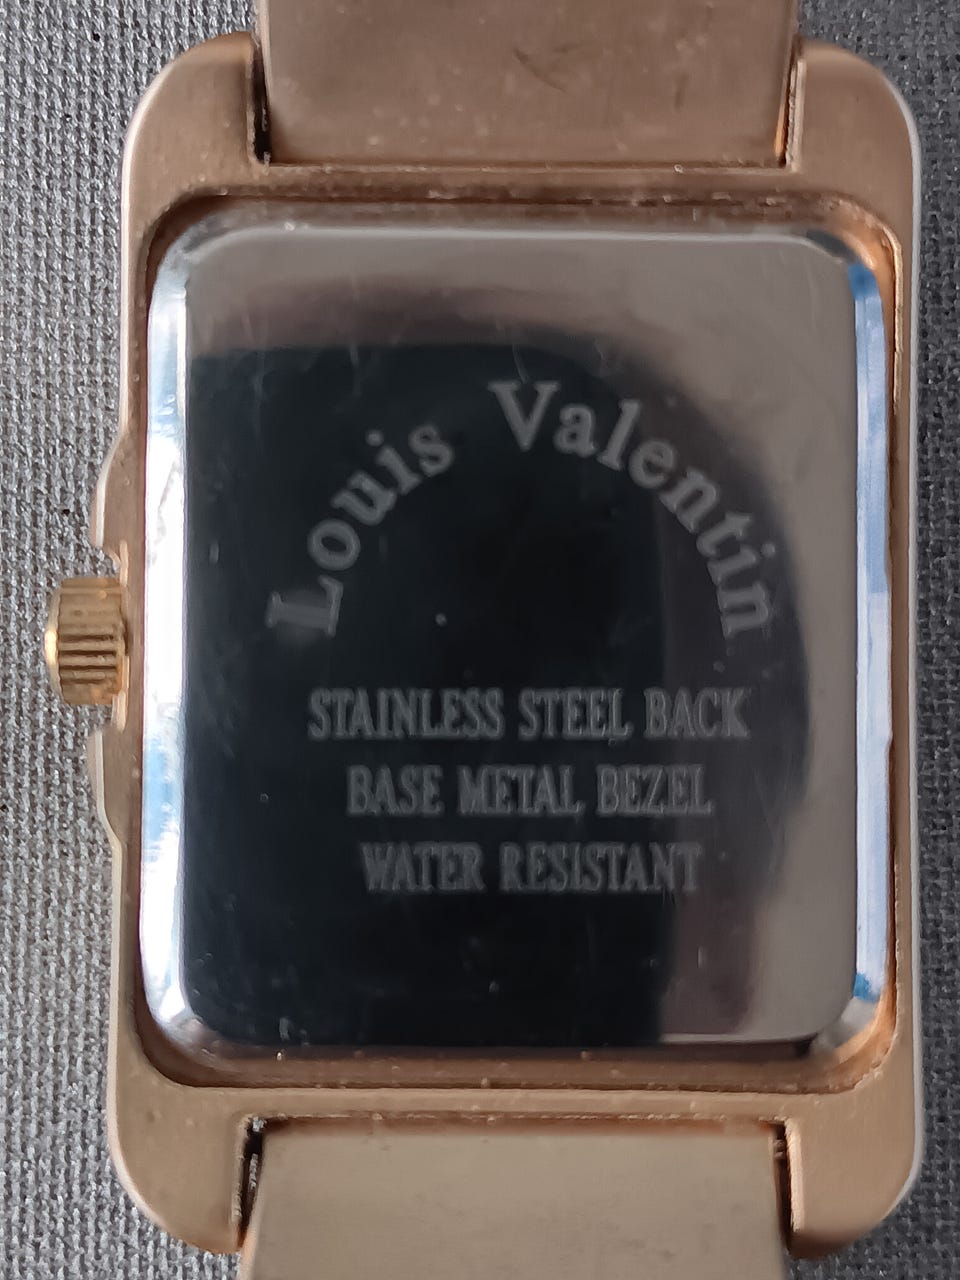 Louis Valentin
STAINLESS STEEL BACK
BASE METAL BEZEL
WATER RESISTANT